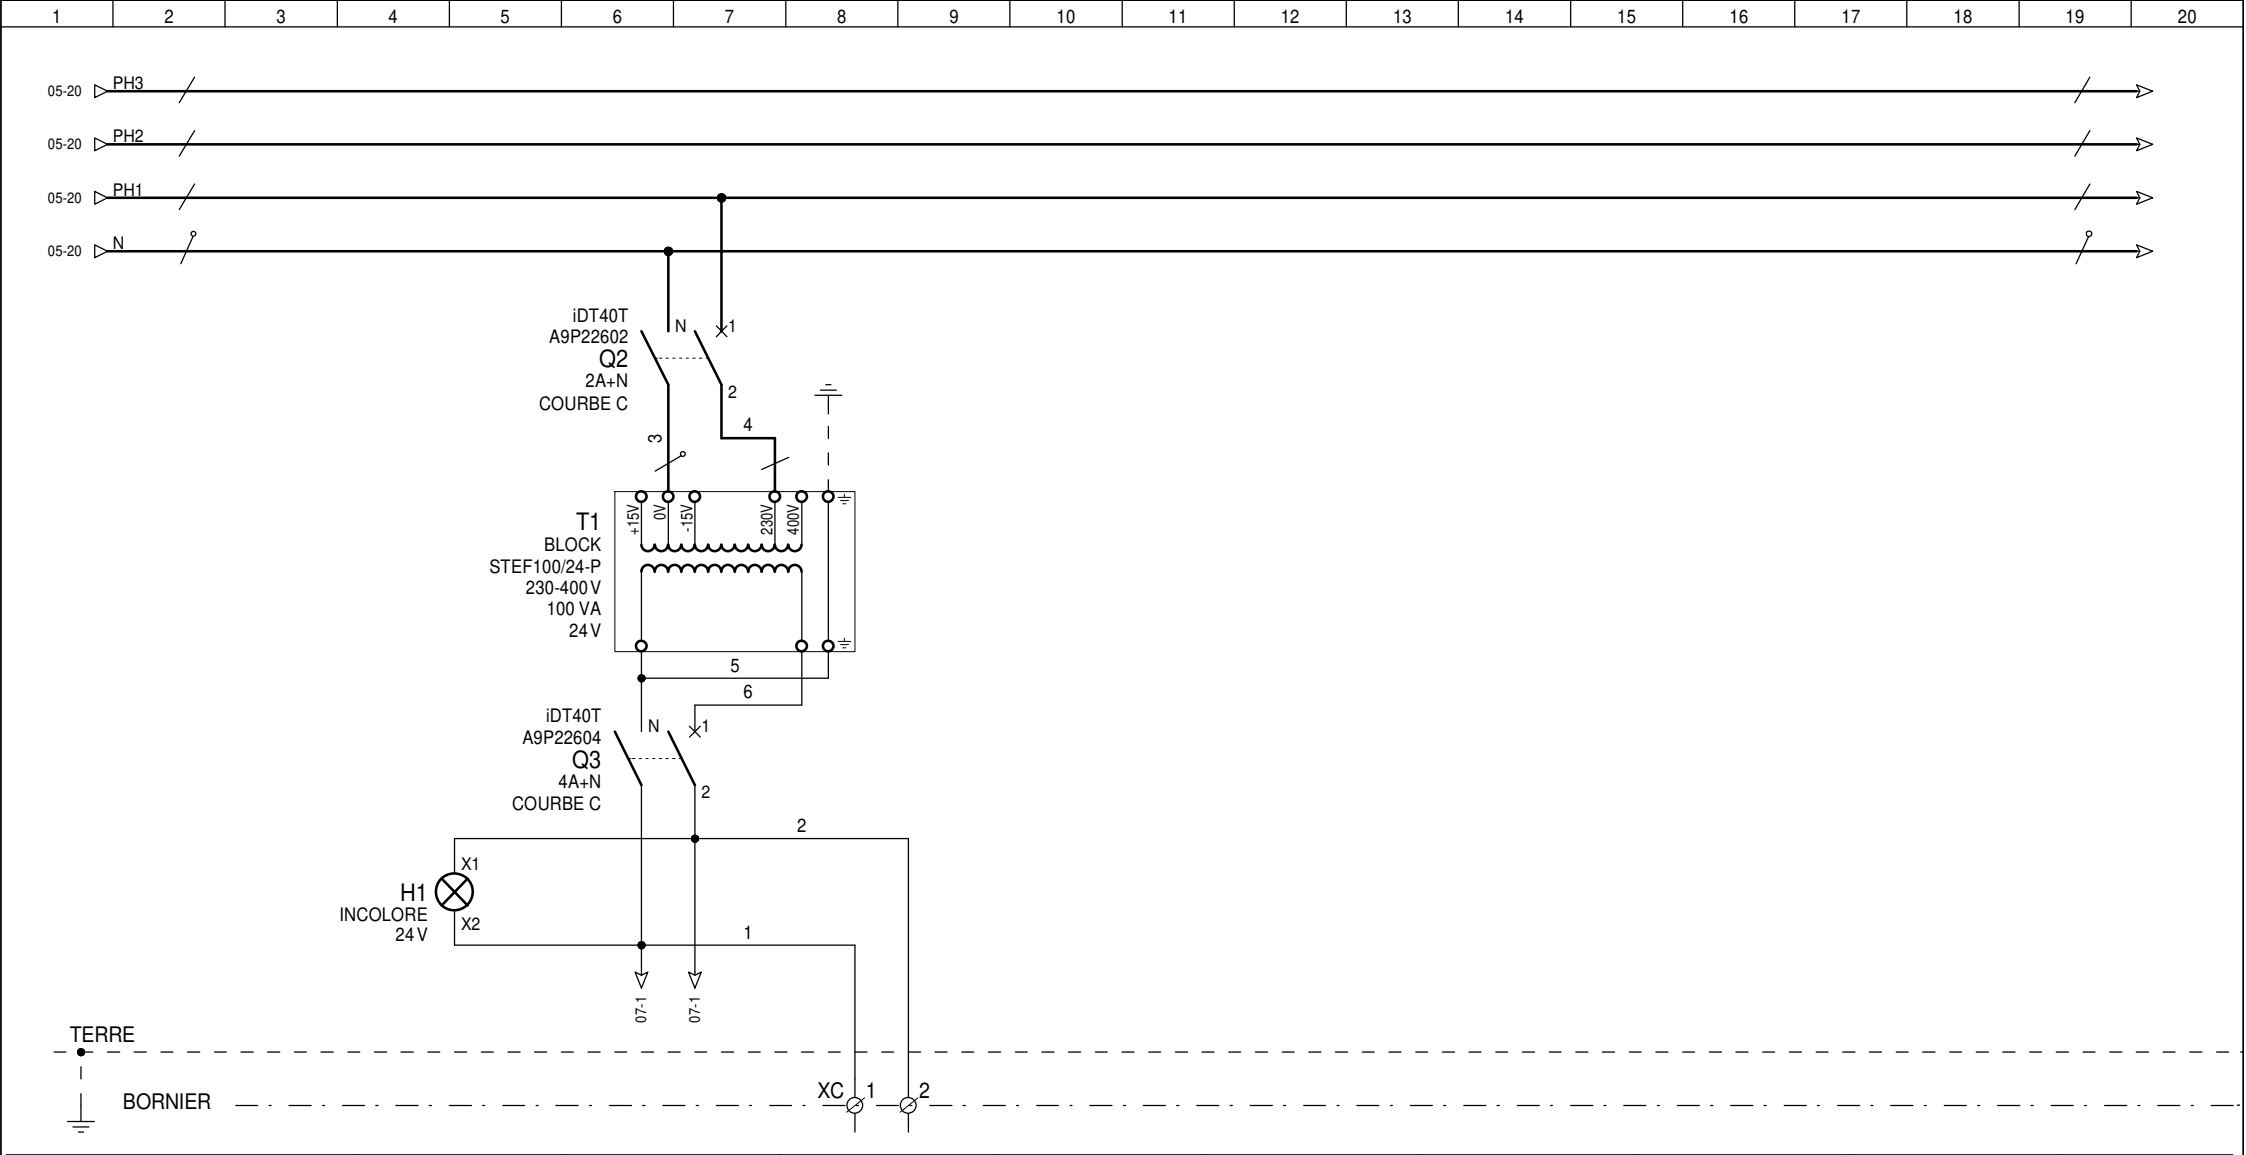 1 2 3 4 5 6 7 8 9 10 11 12 13 14 15 16 17 18 19 20
05-20 PH3
05-20 PH2
05-20 PH1
05-20 N
iDT40T
A9P22602
Q2
2A+N
COURBE C
N 1
2
3
4
+15V 0V -15V 230V 400V
T1
BLOCK
STEF100/24-P
230-400 V
100 VA
24 V
5
6
iDT40T
A9P22604
Q3
4A+N
COURBE C
N 1
2
2
X1
H1
INCOLORE
24 V
X2
1
07-1 07-1
TERRE
BORNIER
XC 1 2